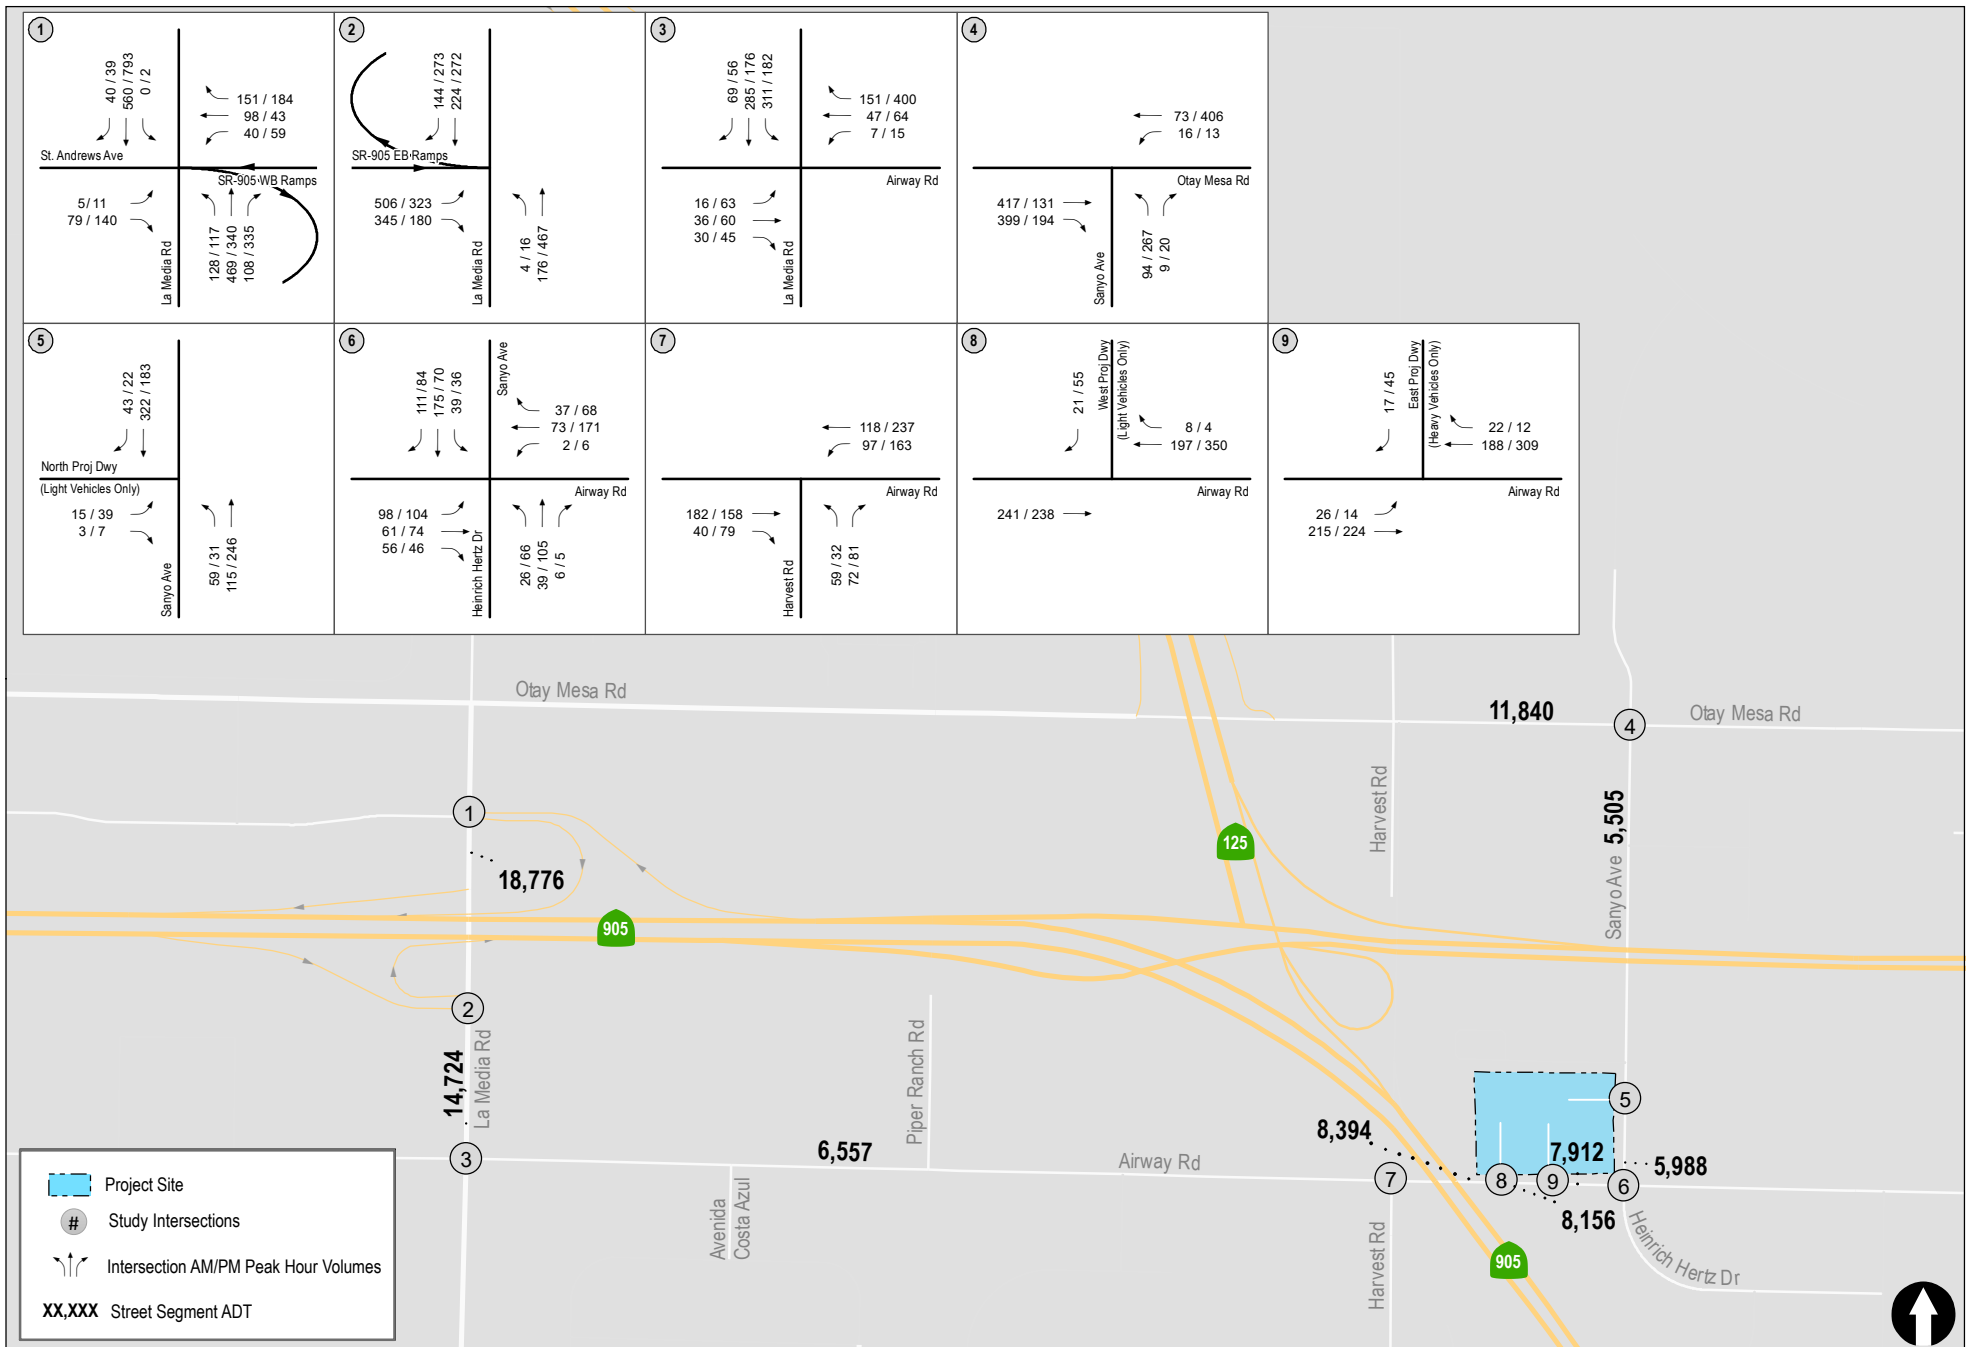 1
40 / 39
560 / 793
0 / 2
151 / 184
98 / 43
40 / 59
St. Andrews Ave
SR-905 WB Ramps
5/ 11
79 / 140
La Media Rd
128 / 117
469 / 340
108 / 335
2
144 / 273
224 / 272
SR-905 EB Ramps
506 / 323
345 / 180
La Media Rd
4 / 16
176 / 467
3
69 / 56
285 / 176
311 / 182
151 / 400
47 / 64
7 / 15
Airway Rd
16 / 63
36 / 60
30 / 45
La Media Rd
4
73 / 406
16 / 13
Otay Mesa Rd
417 / 131
399 / 194
Sanyo Ave
94 / 267
9 / 20
5
43 / 22
322 / 183
North Proj Dwy
(Light Vehicles Only)
15 / 39
3 / 7
Sanyo Ave
59 / 31
115 / 246
6
111 / 84
175 / 70
39 / 36
Sanyo Ave
37 / 68
73 / 171
2 / 6
Airway Rd
98 / 104
61 / 74
56 / 46
Heinrich Hertz Dr
26 / 66
39 / 105
6 / 5
7
118 / 237
97 / 163
Airway Rd
182 / 158
40 / 79
Harvest Rd
59 / 32
72 / 81
8
21 / 55
West Proj Dwy
(Light Vehicles Only)
8 / 4
197 / 350
Airway Rd
241 / 238
9
17 / 45
East Proj Dwy
(Heavy Vehicles Only)
22 / 12
188 / 309
Airway Rd
26 / 14
215 / 224
Otay Mesa Rd
11,840
Otay Mesa Rd
4
Harvest Rd
5,505
Sanyo Ave
1
18,776
125
905
2
14,724
La Media Rd
3
6,557
Piper Ranch Rd
Avenida
Costa Azul
Airway Rd
8,394
7
Harvest Rd
905
8
9
7,912
8,156
5
5,988
6
Heinrich Hertz Dr
Project Site
# Study Intersections
Intersection AM/PM Peak Hour Volumes
XX,XXX Street Segment ADT